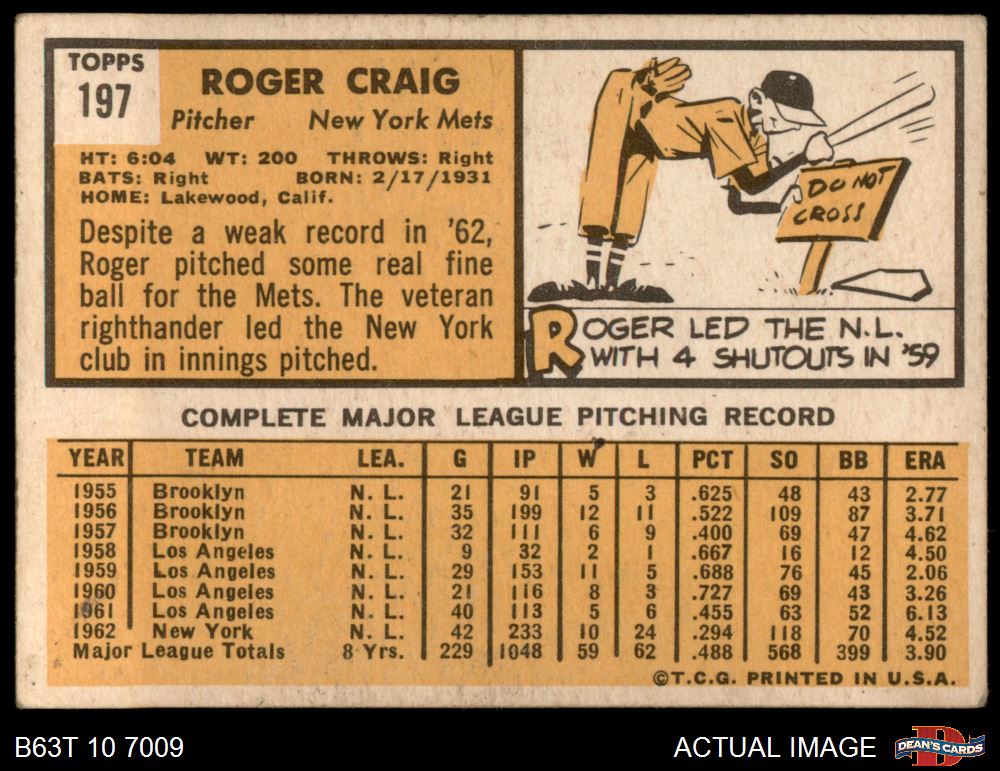 TOPPS
197
ROGER CRAIG
Pitcher New York Mets
HT: 6:04 WT: 200 THROWS: Right
BATS: Right BORN: 2/17/1931
HOME: Lakewood, Calif.
Despite a weak record in '62,
Roger pitched some real fine
ball for the Mets. The veteran
righthander led the New York
club in innings pitched.
DO NOT
CROSS
ROGER LED THE N.L.
WITH 4 SHUTOUTS IN '59
COMPLETE MAJOR LEAGUE PITCHING RECORD
YEAR TEAM LEA. G IP W L PCT SO BB ERA
1955 Brooklyn N. L. 21 91 5 3 .625 48 43 2.77
1956 Brooklyn N. L. 35 199 12 11 .522 109 87 3.71
1957 Brooklyn N. L. 32 111 6 9 .400 69 47 4.62
1958 Los Angeles N. L. 9 32 2 1 .667 16 12 4.50
1959 Los Angeles N. L. 29 153 11 5 .688 76 45 2.06
1960 Los Angeles N. L. 21 116 8 3 .727 69 43 3.26
1961 Los Angeles N. L. 40 113 5 6 .455 63 52 6.13
1962 New York N. L. 42 233 10 24 .294 118 70 4.52
Major League Totals 8 Yrs. 229 1048 59 62 .488 568 399 3.90
©T.C.G. PRINTED IN U.S.A.
B63T 10 7009 ACTUAL IMAGE DEAN'S CARDS